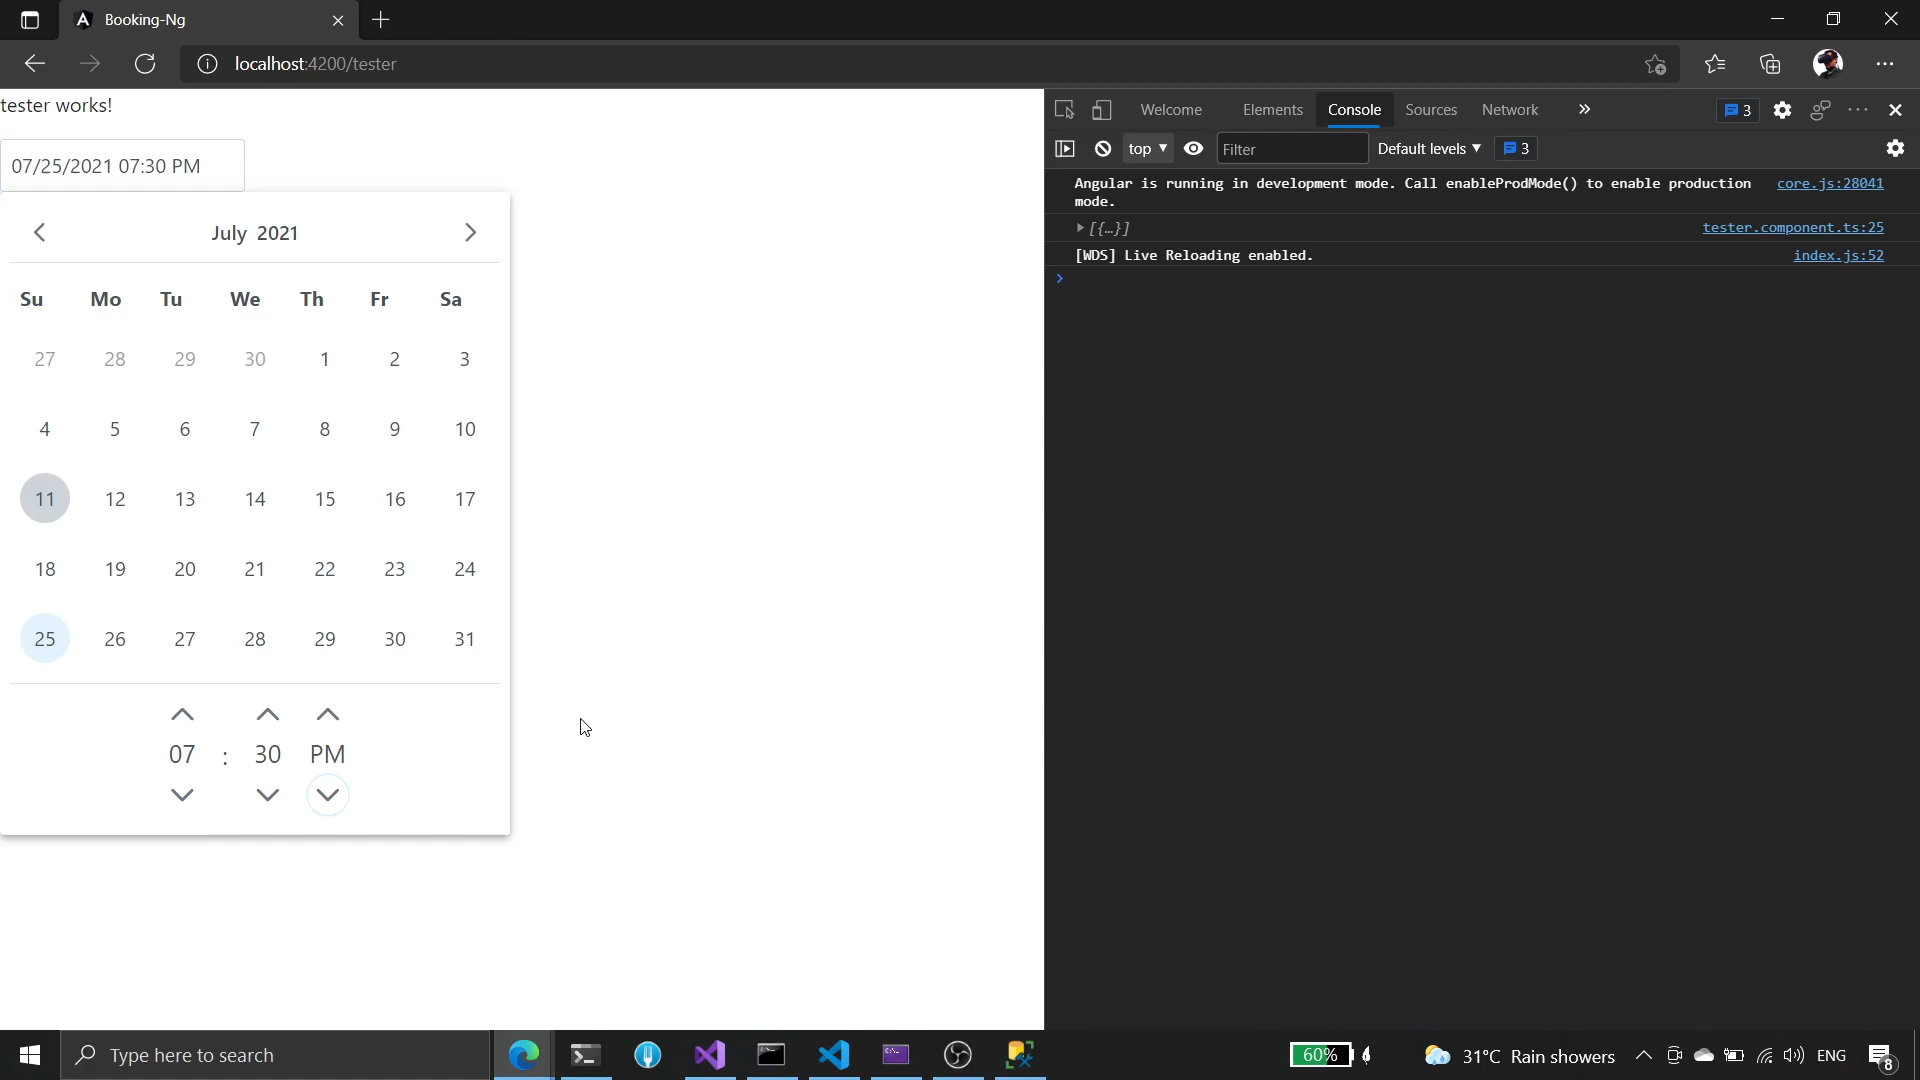 Booking-Ng
localhost:4200/tester
tester works!
07/25/2021 07:30 PM
July 2021
Su Mo Tu We Th Fr Sa
27 28 29 30 1 2 3
4 5 6 7 8 9 10
11 12 13 14 15 16 17
18 19 20 21 22 23 24
25 26 27 28 29 30 31
07 : 30 PM
Welcome Elements Console Sources Network 3
top Filter Default levels 3
Angular is running in development mode. Call enableProdMode() to enable production core.js:28041
mode.
[{…}] tester.component.ts:25
[WDS] Live Reloading enabled. index.js:52
Type here to search
60% 31°C Rain showers ENG 8